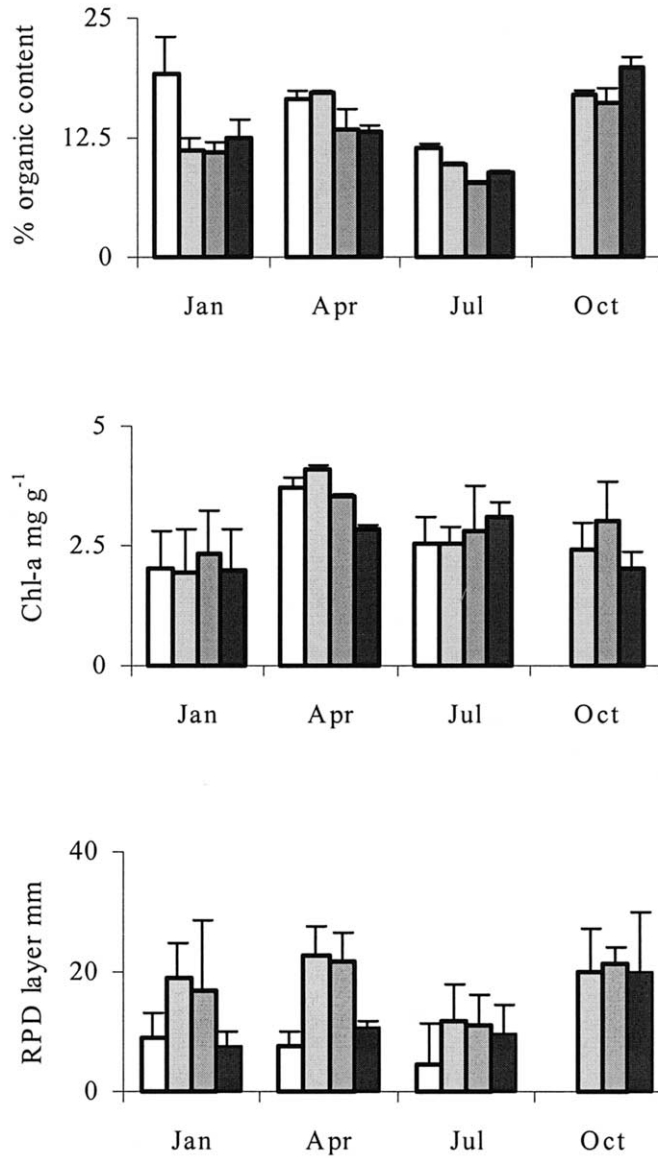 % organic content
25
12.5
0
Jan Apr Jul Oct
Chl-a mg g⁻¹
5
2.5
0
Jan Apr Jul Oct
RPD layer mm
40
20
0
Jan Apr Jul Oct